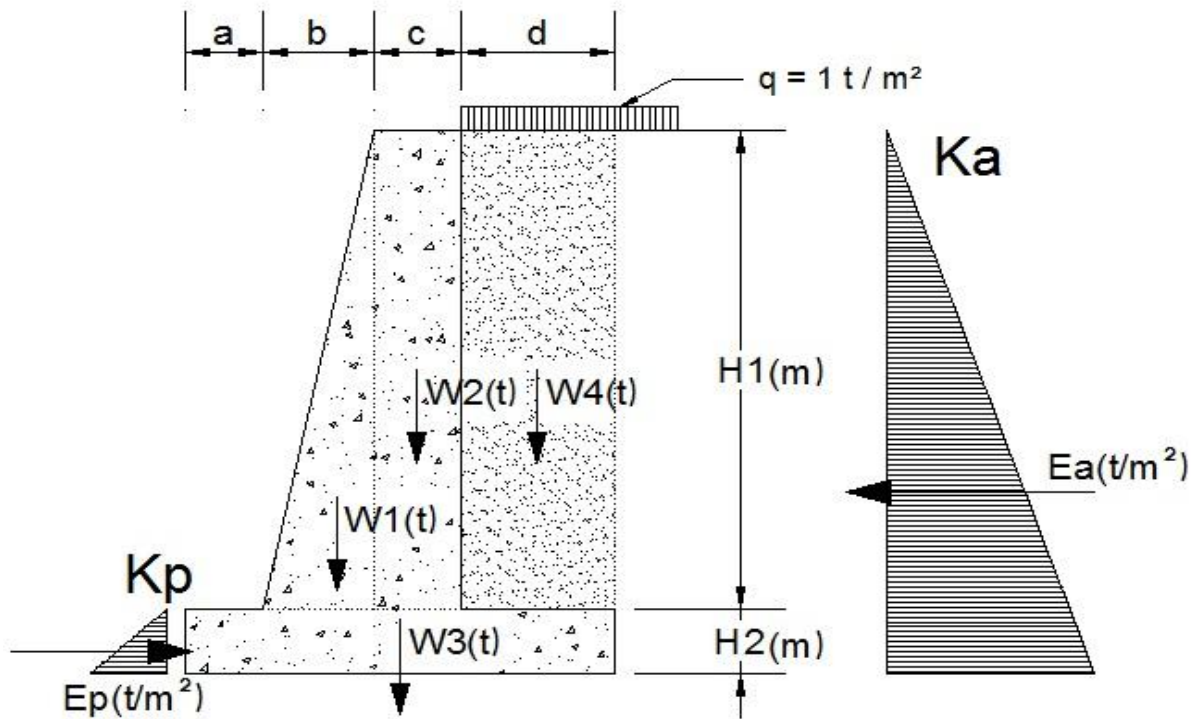 a b c d
q = 1 t / m²
Ka
H1(m)
W2(t) W4(t)
Ea(t/m²)
W1(t)
Kp
W3(t)
H2(m)
Ep(t/m²)